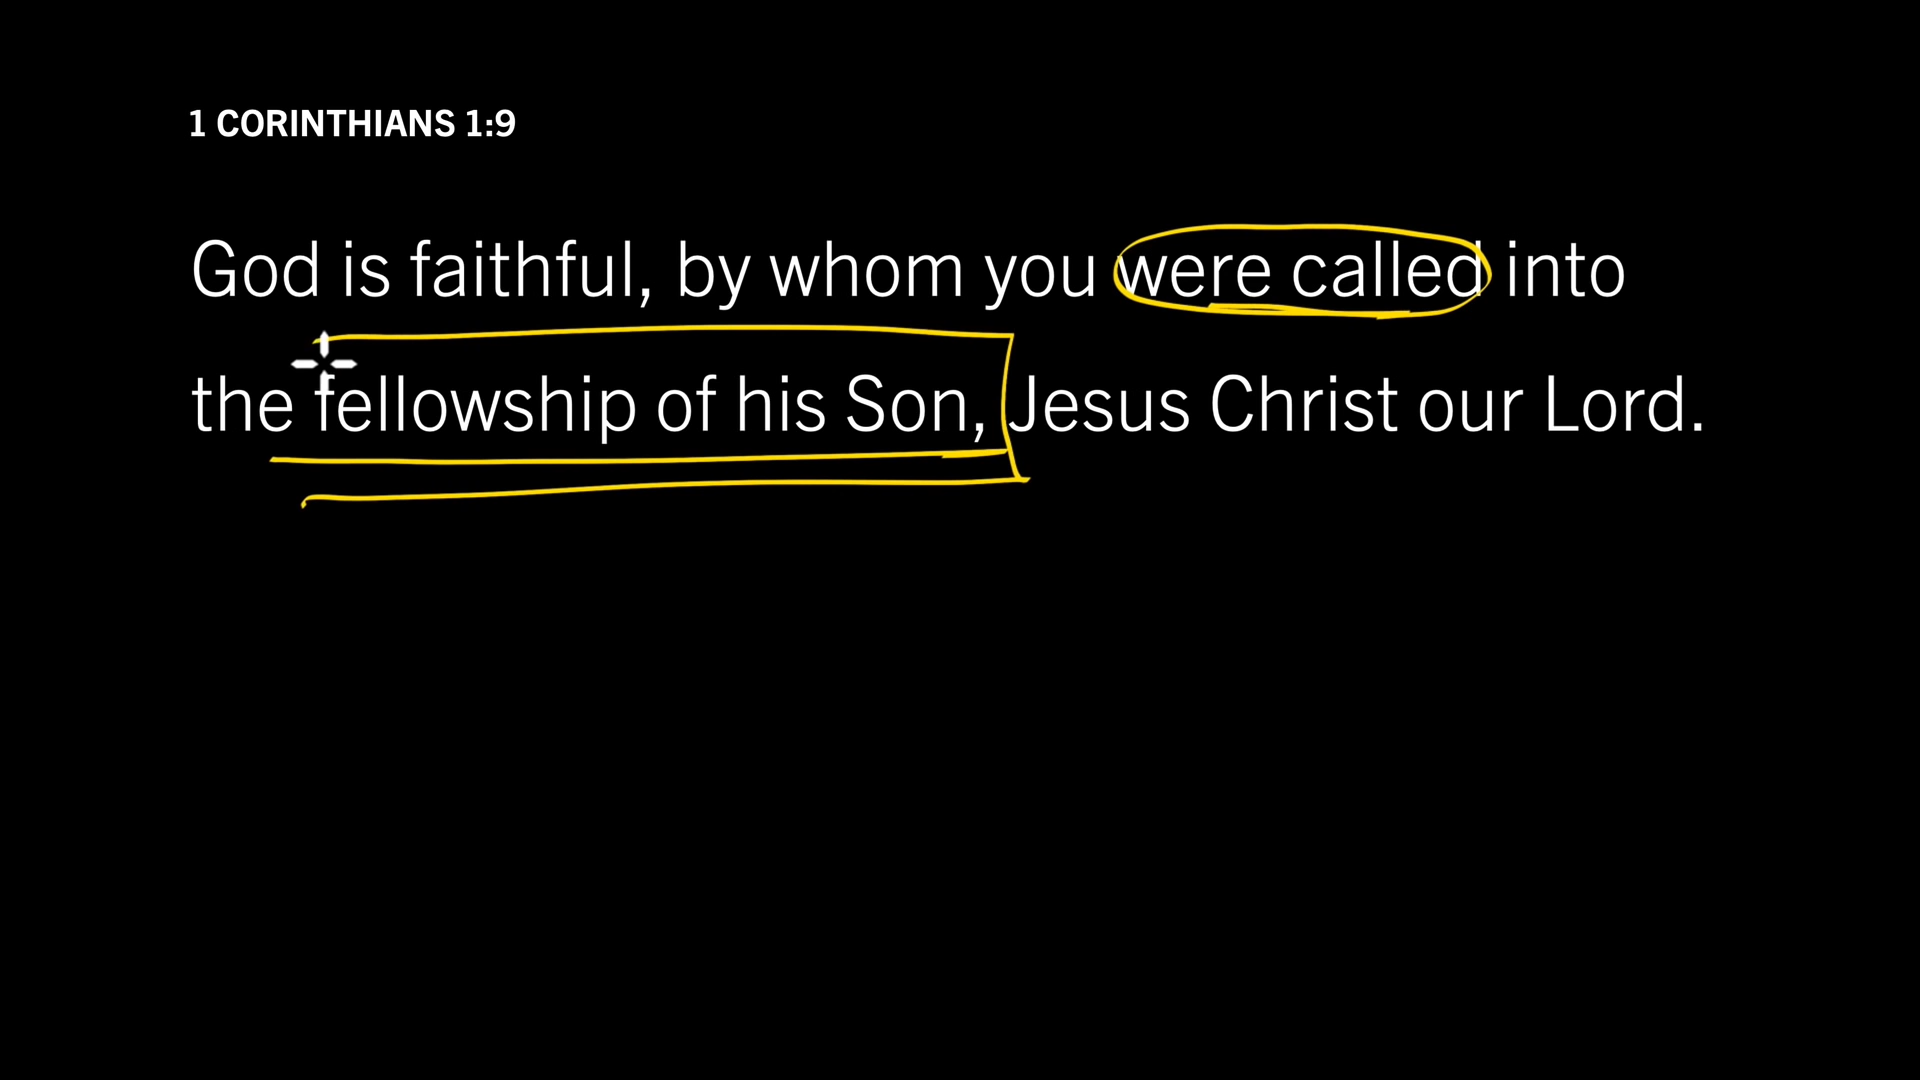 1 CORINTHIANS 1:9
God is faithful, by whom you were called into
the fellowship of his Son, Jesus Christ our Lord.